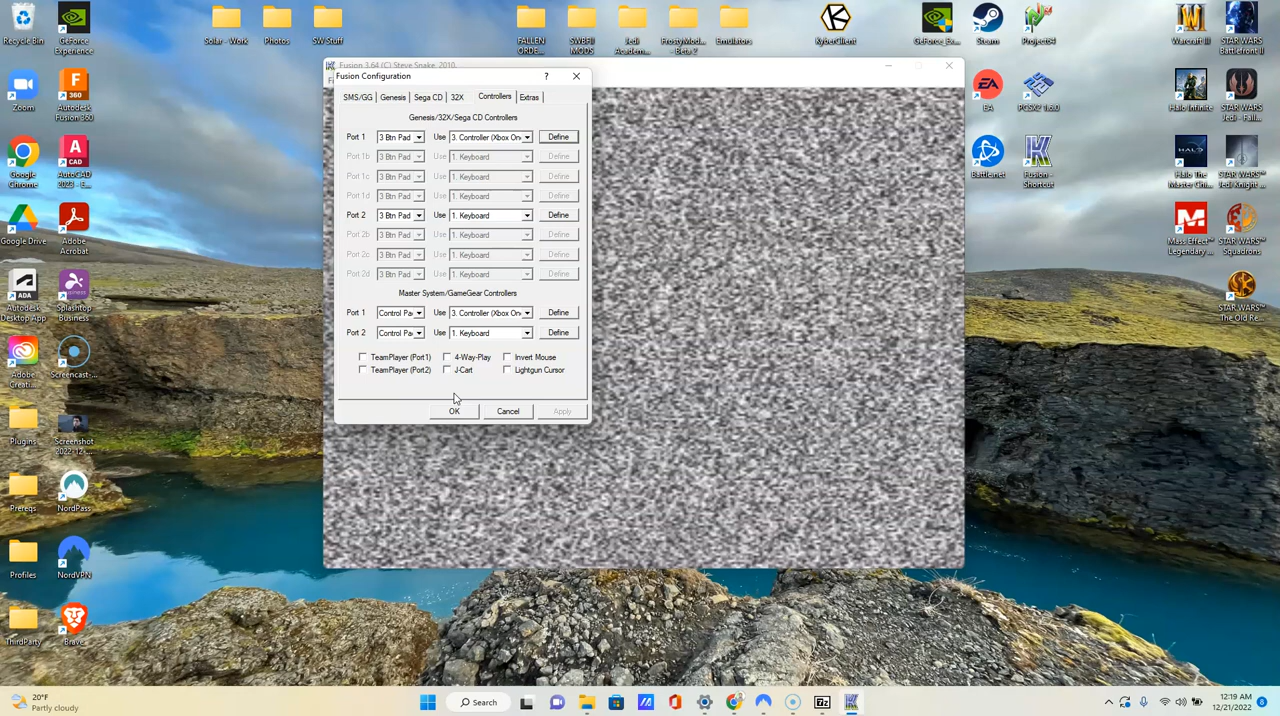 Recycle Bin
GeForce Experience
Solar - Work
Photos
SW-Stuff
FALLEN ORDE...
SWBFII MODS
Jedi Academ...
FrostyMod... - Beta 2
Emulators
KyberClient
GeForce_Ex...
Steam
Project64
Warcraft III
STAR WARS Battlefront II
Fusion 3.64 (C) Steve Snake, 2010.
Fusion Configuration
?
SMS/GG
Genesis
Sega CD
32X
Controllers
Extras
Genesis/32X/Sega CD Controllers
Port 1 3 Btn Pad Use 3. Controller (Xbox On Define
Port 1b 3 Btn Pad Use 1. Keyboard Define
Port 1c 3 Btn Pad Use 1. Keyboard Define
Port 1d 3 Btn Pad Use 1. Keyboard Define
Port 2 3 Btn Pad Use 1. Keyboard Define
Port 2b 3 Btn Pad Use 1. Keyboard Define
Port 2c 3 Btn Pad Use 1. Keyboard Define
Port 2d 3 Btn Pad Use 1. Keyboard Define
Master System/GameGear Controllers
Port 1 Control Pa Use 3. Controller (Xbox On Define
Port 2 Control Pa Use 1. Keyboard Define
TeamPlayer (Port1) 4-Way-Play Invert Mouse
TeamPlayer (Port2) J-Cart Lightgun Cursor
OK Cancel Apply
Zoom
Autodesk Fusion 360
Google Chrome
AutoCAD 2023 - E...
Google Drive
Adobe Acrobat
Autodesk Desktop App
Splashtop Business
Adobe Creati...
Screencast-...
Plugins
Screenshot 2022-12-...
Prereqs
NordPass
Profiles
NordVPN
ThirdParty
Brave
EA
PCSX2 1.6.0
Battle.net
Fusion - Shortcut
Halo Infinite
STAR WARS Jedi - Fallen ...
Halo The Master Chi...
STAR WARS™ Jedi Knight ...
Mass Effect™ Legendary ...
STAR WARS™ Squadrons
STAR WARS™ The Old Re...
20°F
Partly cloudy
Search
12:19 AM
12/21/2022
8